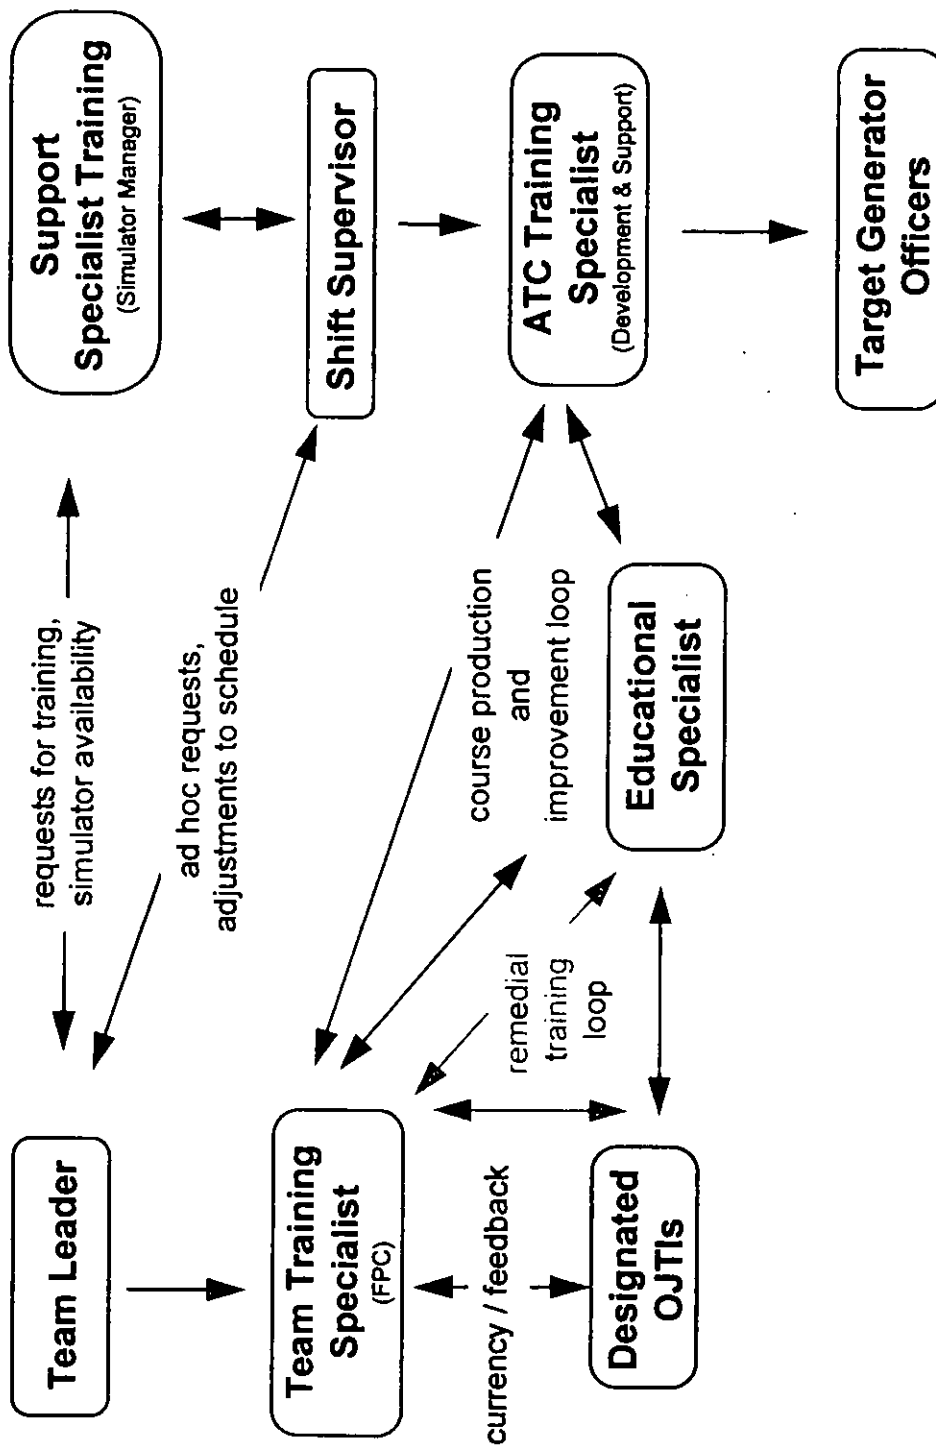 Team Leader
requests for training,
simulator availability
Support
Specialist Training
(Simulator Manager)
ad hoc requests,
adjustments to schedule
Shift Supervisor
Team Training
Specialist
(FPC)
course production
and
improvement loop
ATC Training
Specialist
(Development & Support)
currency / feedback
remedial
training
loop
Educational
Specialist
Designated
OJTIs
Target Generator
Officers